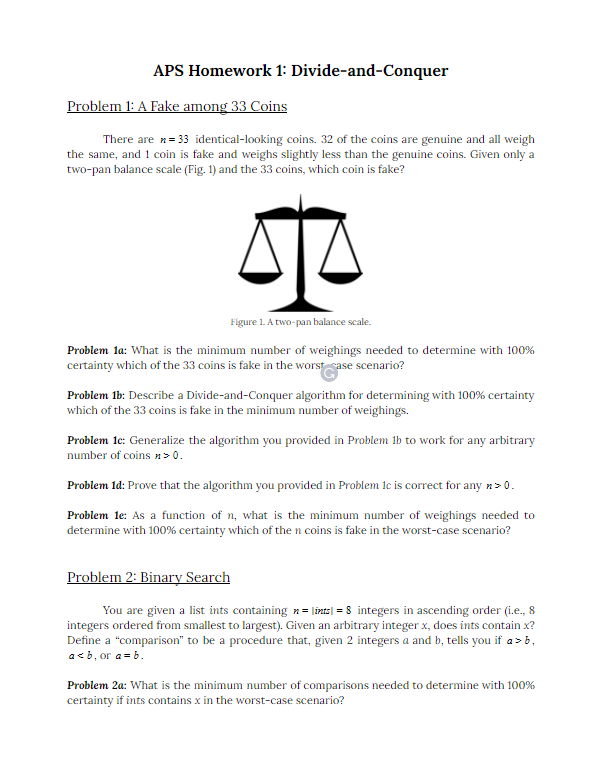 APS Homework 1: Divide-and-Conquer
Problem 1: A Fake among 33 Coins
There are n = 33 identical-looking coins. 32 of the coins are genuine and all weigh
the same, and 1 coin is fake and weighs slightly less than the genuine coins. Given only a
two-pan balance scale (Fig. 1) and the 33 coins, which coin is fake?
Figure 1. A two-pan balance scale.
Problem 1a: What is the minimum number of weighings needed to determine with 100%
certainty which of the 33 coins is fake in the worst-case scenario?
Problem 1b: Describe a Divide-and-Conquer algorithm for determining with 100% certainty
which of the 33 coins is fake in the minimum number of weighings.
Problem 1c: Generalize the algorithm you provided in Problem 1b to work for any arbitrary
number of coins n > 0.
Problem 1d: Prove that the algorithm you provided in Problem 1c is correct for any n > 0.
Problem 1e: As a function of n, what is the minimum number of weighings needed to
determine with 100% certainty which of the n coins is fake in the worst-case scenario?
Problem 2: Binary Search
You are given a list ints containing n = |ints| = 8 integers in ascending order (i.e., 8
integers ordered from smallest to largest). Given an arbitrary integer x, does ints contain x?
Define a “comparison” to be a procedure that, given 2 integers a and b, tells you if a > b,
a < b, or a = b.
Problem 2a: What is the minimum number of comparisons needed to determine with 100%
certainty if ints contains x in the worst-case scenario?